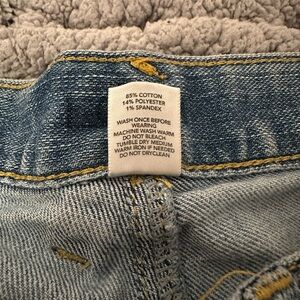 85% COTTON
14% POLYESTER
1% SPANDEX
WASH ONCE BEFORE
WEARING
MACHINE WASH WARM
DO NOT BLEACH
TUMBLE DRY MEDIUM
WARM IRON IF NEEDED
DO NOT DRYCLEAN